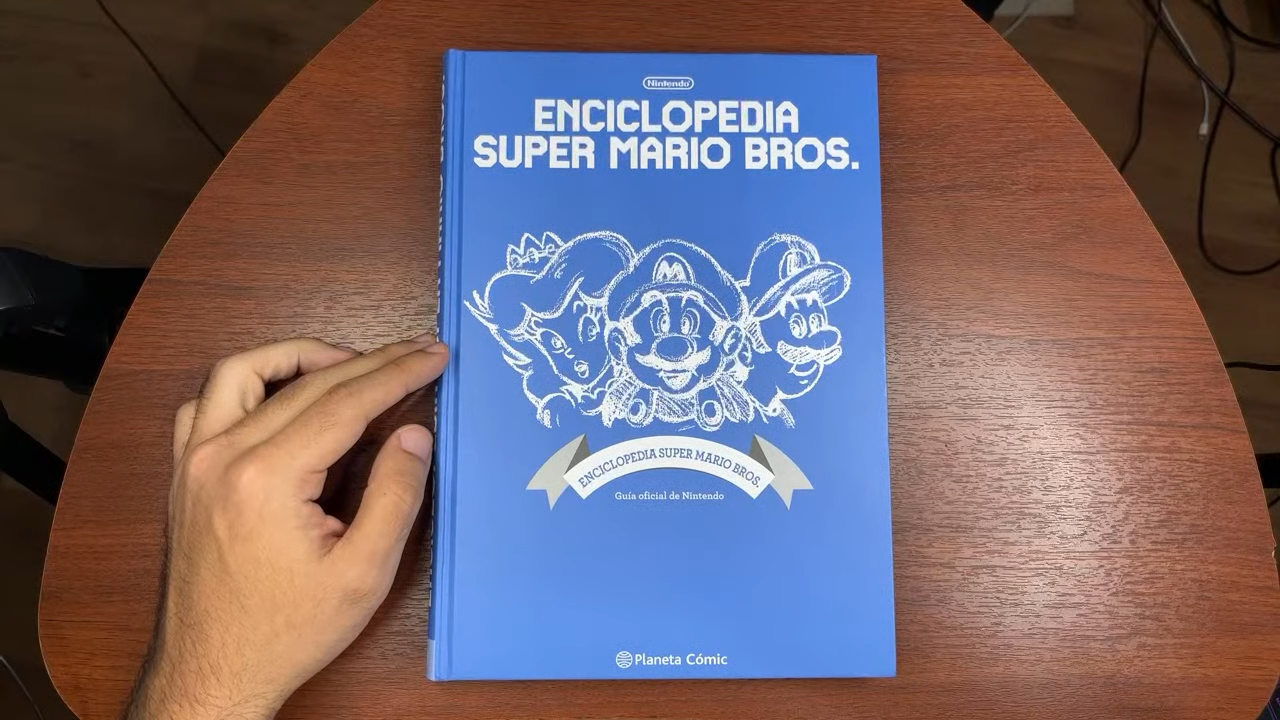 Nintendo
ENCICLOPEDIA
SUPER MARIO BROS.
M
L
ENCICLOPEDIA SUPER MARIO BROS.
Guía oficial de Nintendo
Planeta Cómic